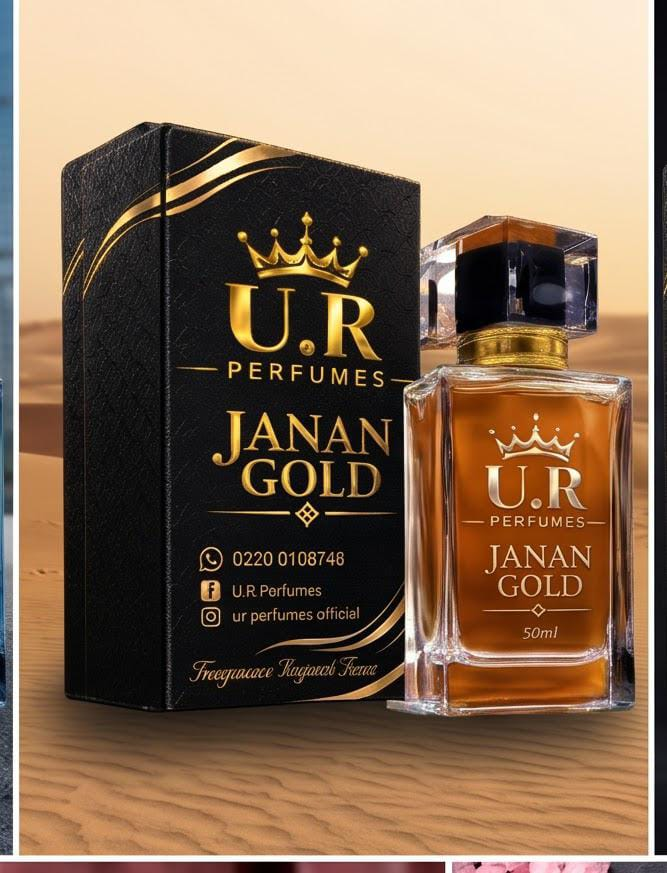 U.R
PERFUMES
JANAN
GOLD
0220 0108748
U.R Perfumes
ur perfumes official
U.R
PERFUMES
JANAN
GOLD
50ml